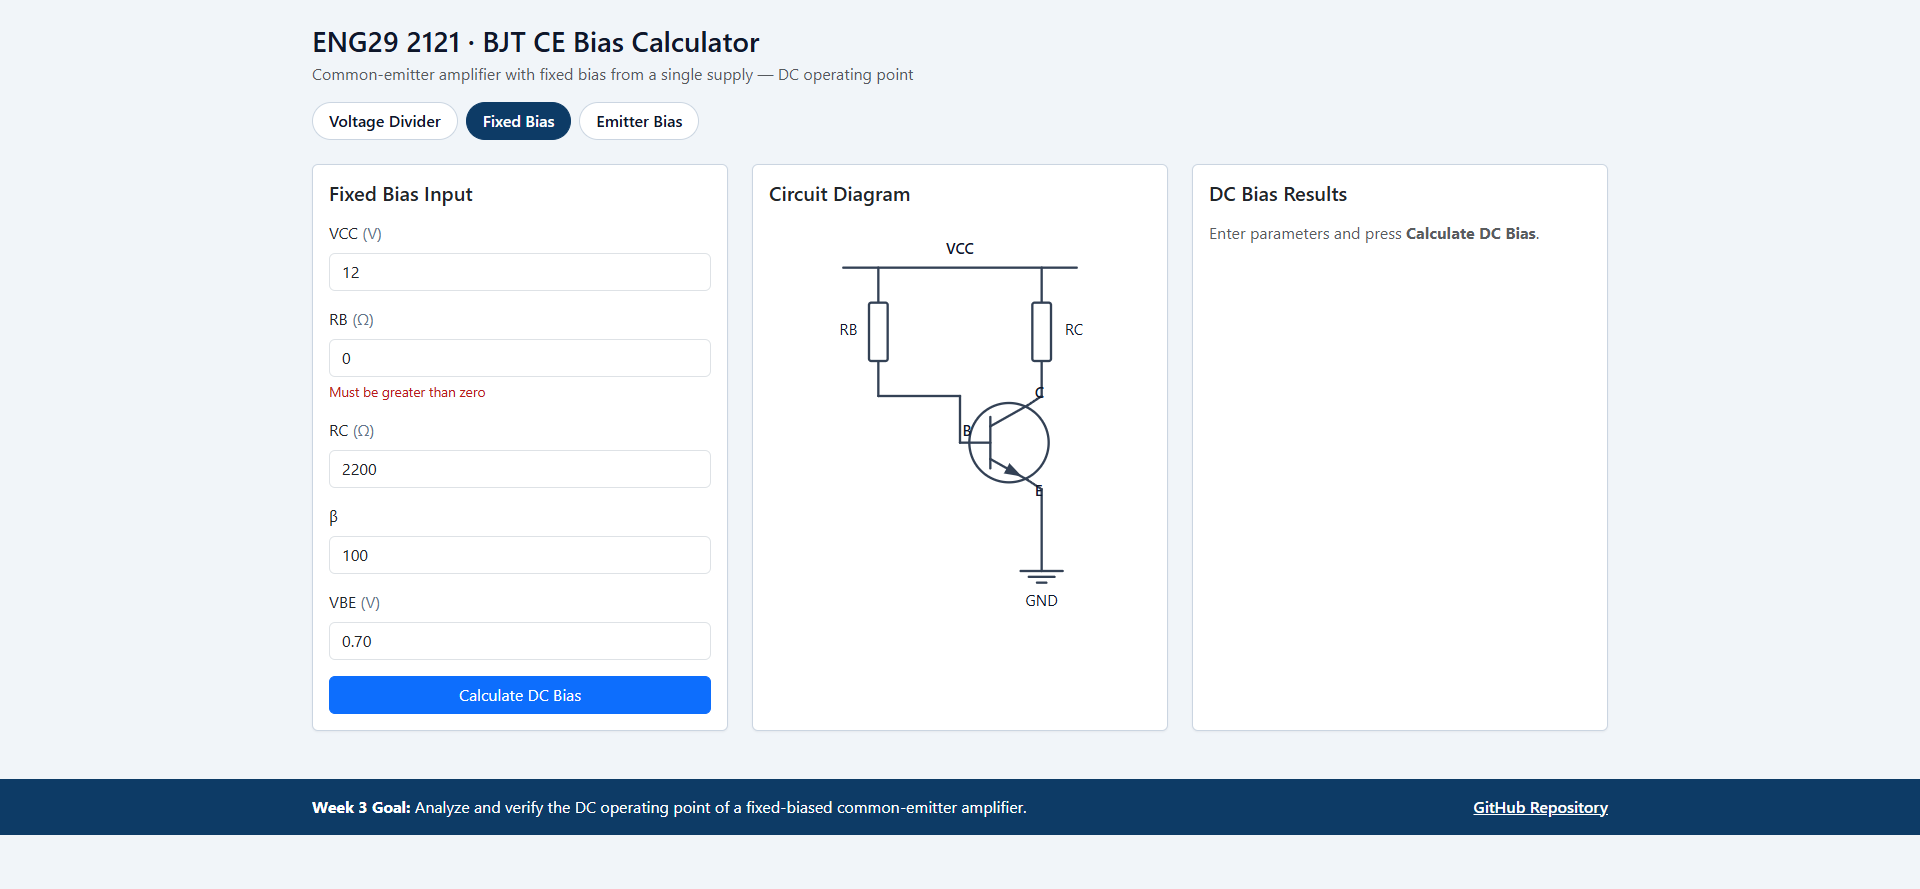 ENG29 2121 · BJT CE Bias Calculator
Common-emitter amplifier with fixed bias from a single supply — DC operating point
Voltage Divider
Fixed Bias
Emitter Bias
Fixed Bias Input
VCC (V)
12
RB (Ω)
0
Must be greater than zero
RC (Ω)
2200
β
100
VBE (V)
0.70
Calculate DC Bias
Circuit Diagram
VCC
RB
RC
C
B
E
GND
DC Bias Results
Enter parameters and press Calculate DC Bias.
Week 3 Goal: Analyze and verify the DC operating point of a fixed-biased common-emitter amplifier.
GitHub Repository